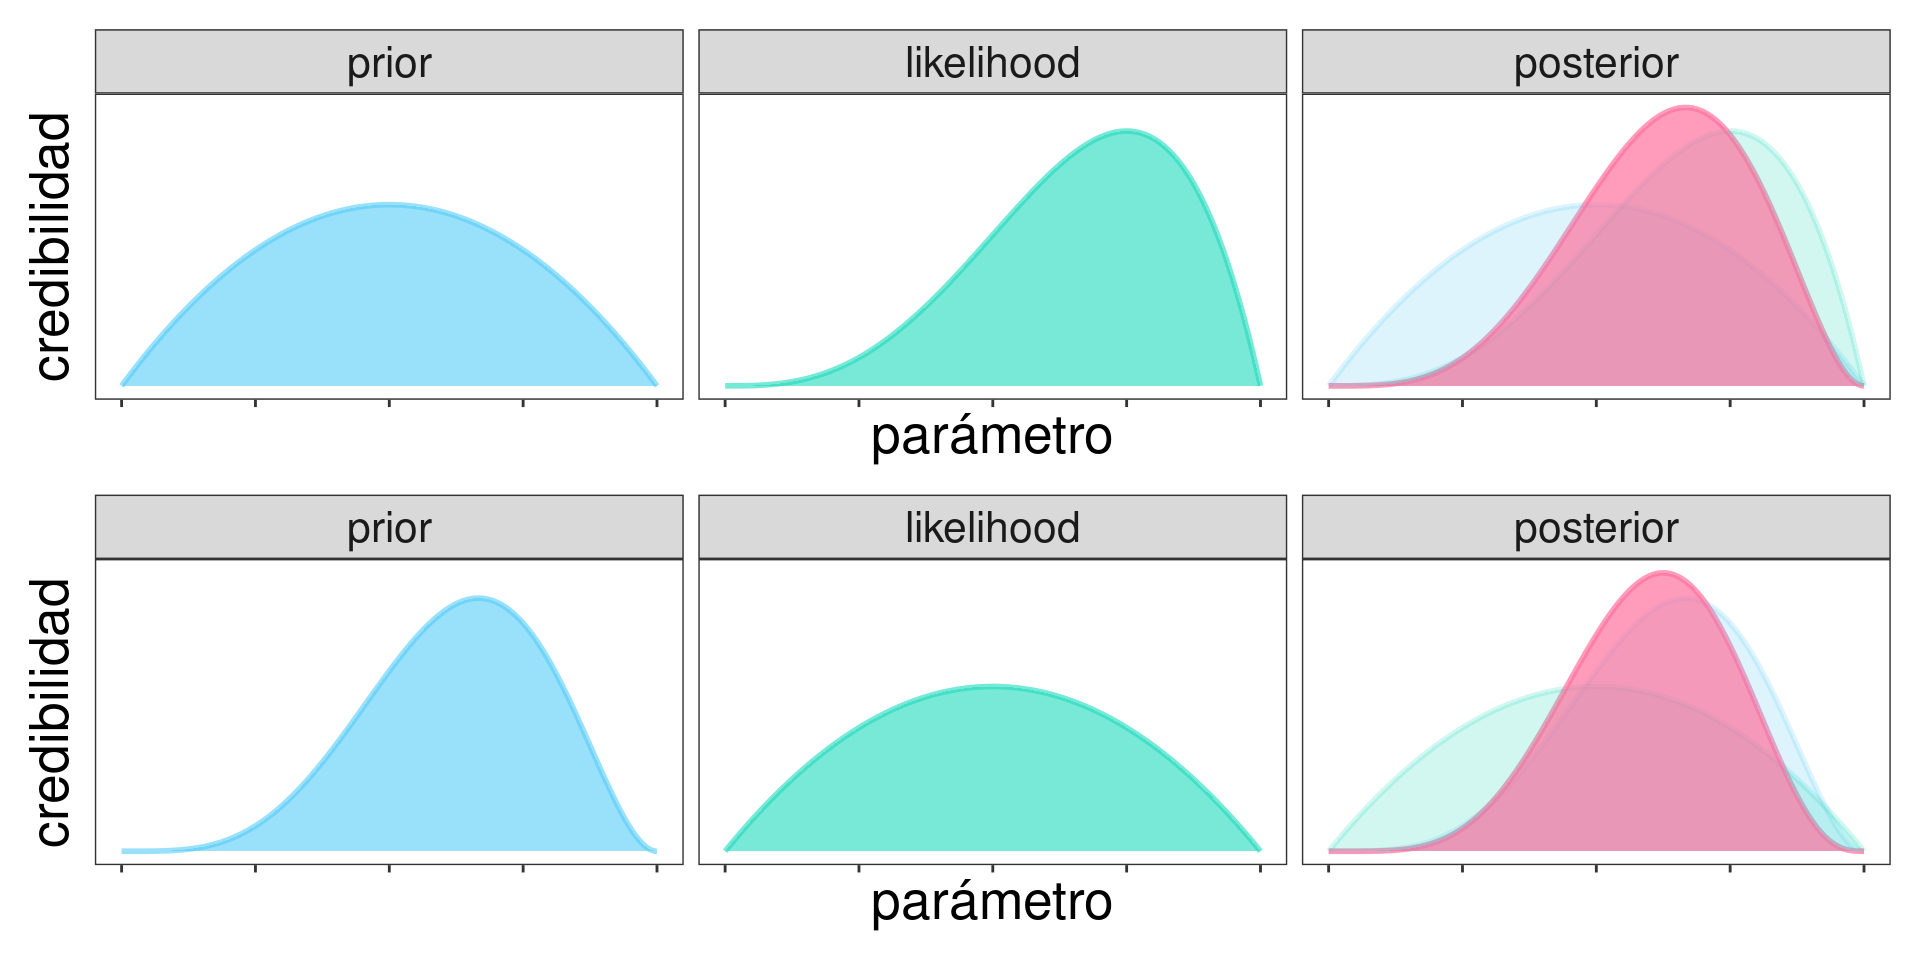 prior
likelihood
posterior
credibilidad
parámetro
prior
likelihood
posterior
credibilidad
parámetro